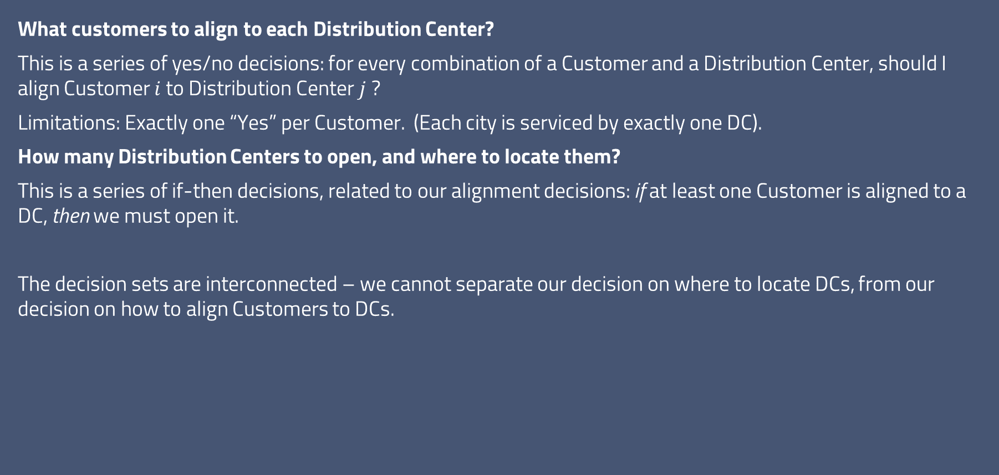 What customers to align to each Distribution Center?
This is a series of yes/no decisions: for every combination of a Customer and a Distribution Center, should I
align Customer i to Distribution Center j ?
Limitations: Exactly one “Yes” per Customer.  (Each city is serviced by exactly one DC).
How many Distribution Centers to open, and where to locate them?
This is a series of if-then decisions, related to our alignment decisions: if at least one Customer is aligned to a
DC, then we must open it.
The decision sets are interconnected – we cannot separate our decision on where to locate DCs, from our
decision on how to align Customers to DCs.